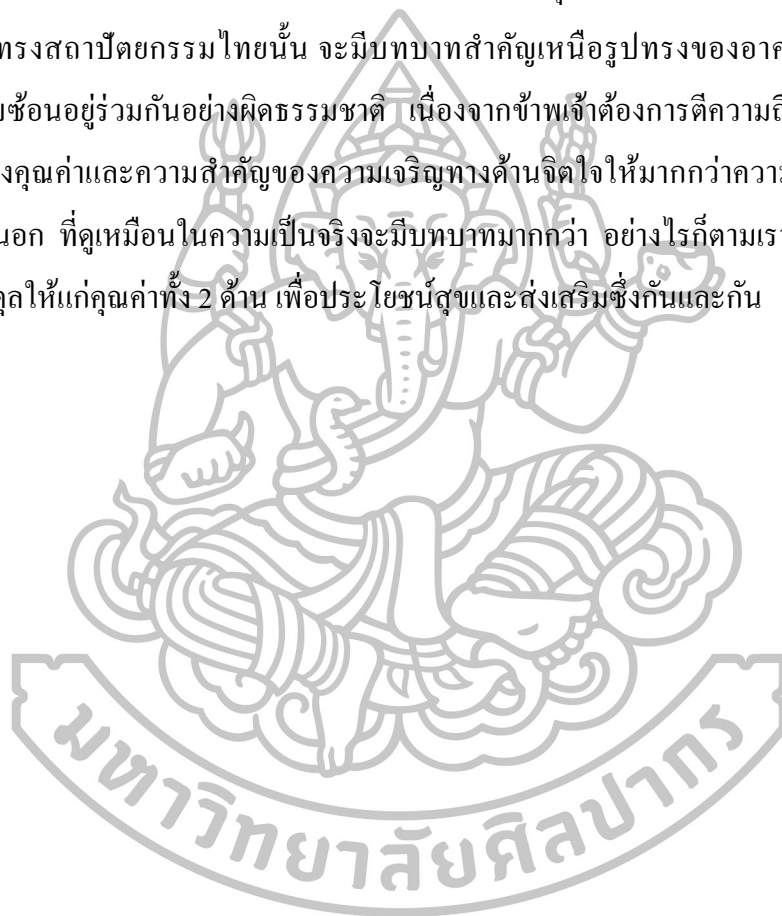 ทรงสถาปัตยกรรมไทยนั้น จะมีบทบาทสำคัญเหนือรูปทรงของอาค
ซ้อนอยู่ร่วมกันอย่างผิดธรรมชาติ เนื่องจากข้าพเจ้าต้องการตีความถึ
งคุณค่าและความสำคัญของความเจริญทางด้านจิตใจให้มากกว่าความ
นอก ที่ดูเหมือนในความเป็นจริงจะมีบทบาทมากกว่า อย่างไรก็ตามเรา
ุลให้แก่คุณค่าทั้ง 2 ด้าน เพื่อประโยชน์สุขและส่งเสริมซึ่งกันและกัน
มหาวิทยาลัยศิลปากร